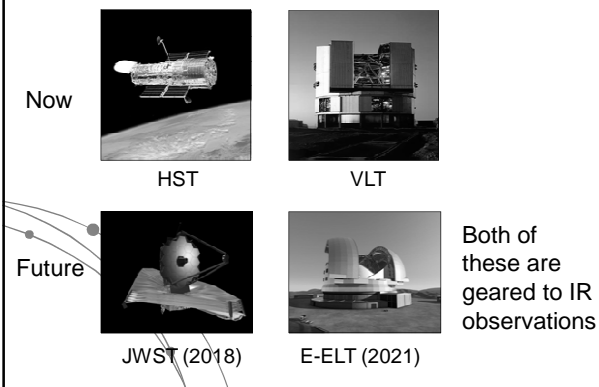 Now
HST
VLT
Future
JWST (2018)
E-ELT (2021)
Both of
these are
geared to IR
observations